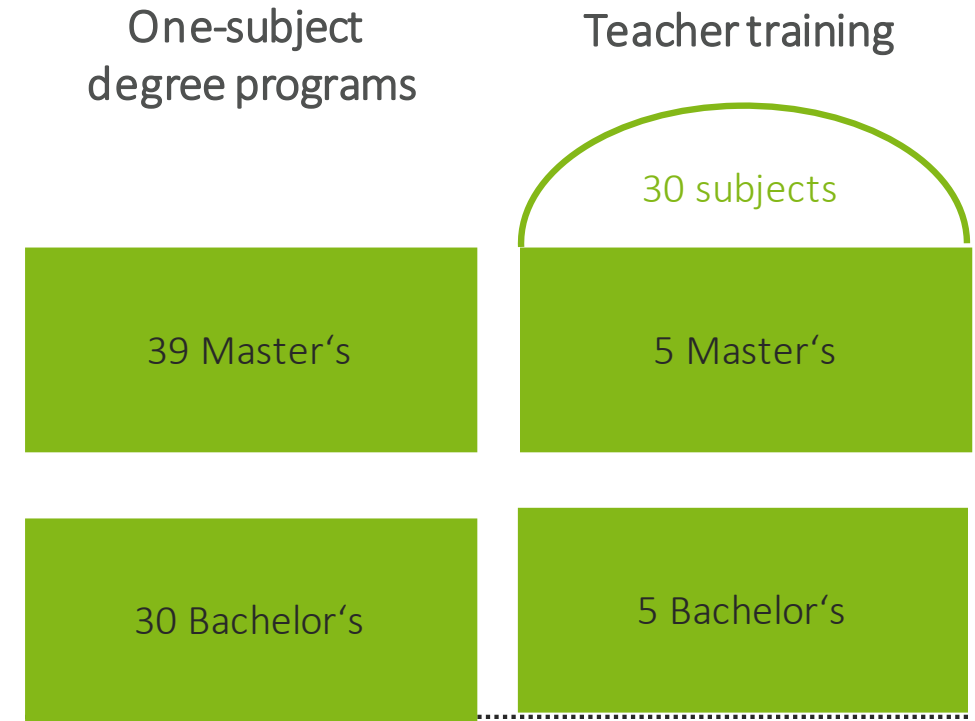 One-subject
degree programs
Teacher training
30 subjects
39 Master‘s
5 Master‘s
30 Bachelor‘s
5 Bachelor‘s